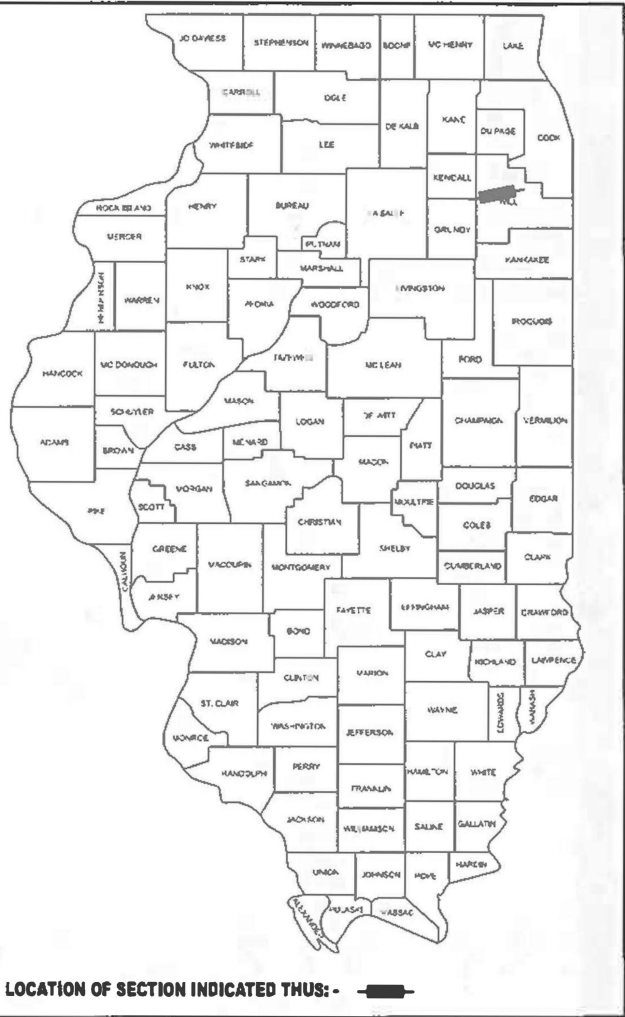 JO DAVIESS STEPHENSON WINNEBAGO BOONE MC HENRY LAKE
CARROLL OGLE
DE KALB KANE DU PAGE COOK
WHITESIDE LEE
KENDALL
WILL
ROCK ISLAND HENRY BUREAU LA SALLE
GRUNDY
MERCER
PUTNAM
STARK MARSHALL KANKAKEE
HENDERSON WARREN KNOX PEORIA WOODFORD LIVINGSTON
IROQUOIS
HANCOCK MC DONOUGH FULTON TAZEWELL MC LEAN FORD
MASON
SCHUYLER LOGAN DE WITT CHAMPAIGN VERMILION
ADAMS BROWN CASS MENARD PIATT
MACON
PIKE SCOTT MORGAN SANGAMON MOULTRIE DOUGLAS EDGAR
CHRISTIAN COLES
GREENE SHELBY
CALHOUN MACOUPIN MONTGOMERY CUMBERLAND CLARK
JERSEY
FAYETTE EFFINGHAM JASPER CRAWFORD
MADISON BOND
CLAY RICHLAND LAWRENCE
CLINTON MARION
ST. CLAIR WAYNE EDWARDS WABASH
WASHINGTON JEFFERSON
MONROE
RANDOLPH PERRY HAMILTON WHITE
FRANKLIN
JACKSON WILLIAMSON SALINE GALLATIN
UNION JOHNSON POPE HARDIN
ALEXANDER PULASKI MASSAC
LOCATION OF SECTION INDICATED THUS: -